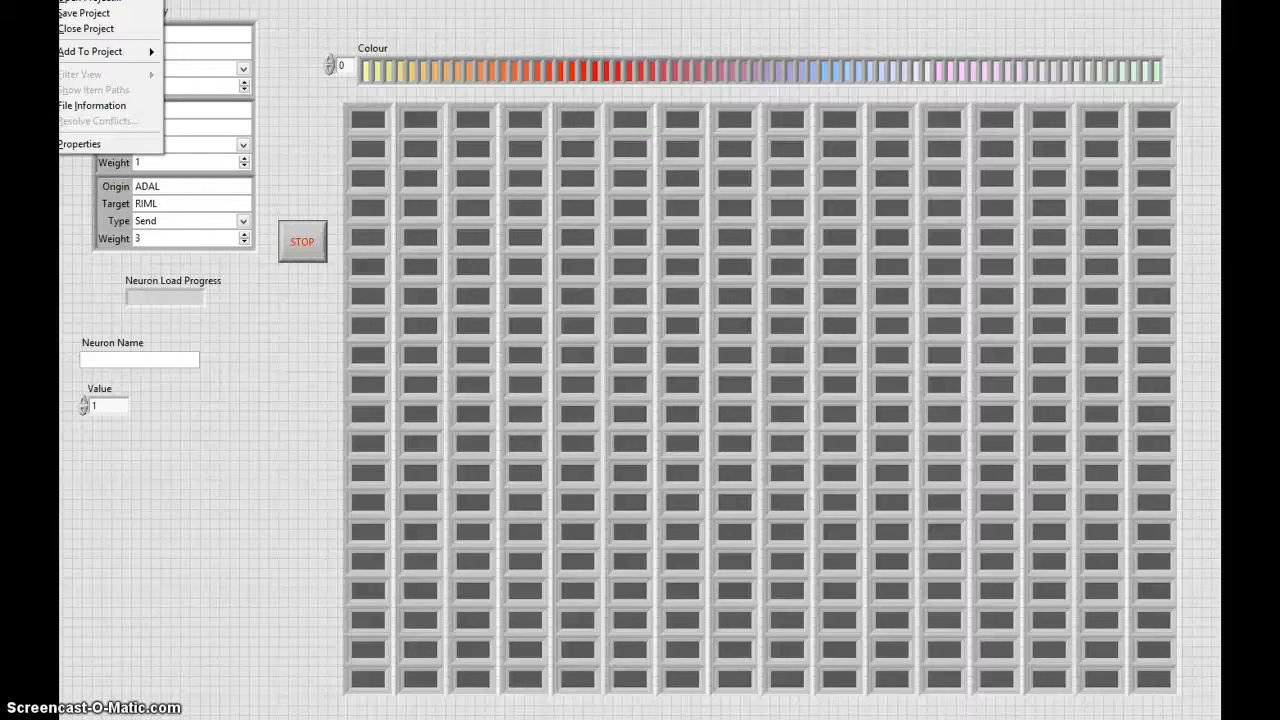 Save Project
Close Project
Add To Project
Filter View
Show Item Paths
File Information
Resolve Conflicts...
Properties
Weight 1
Origin ADAL
Target RIML
Type Send
Weight 3
Neuron Load Progress
Neuron Name
Value
1
STOP
Colour
0
Screencast-O-Matic.com